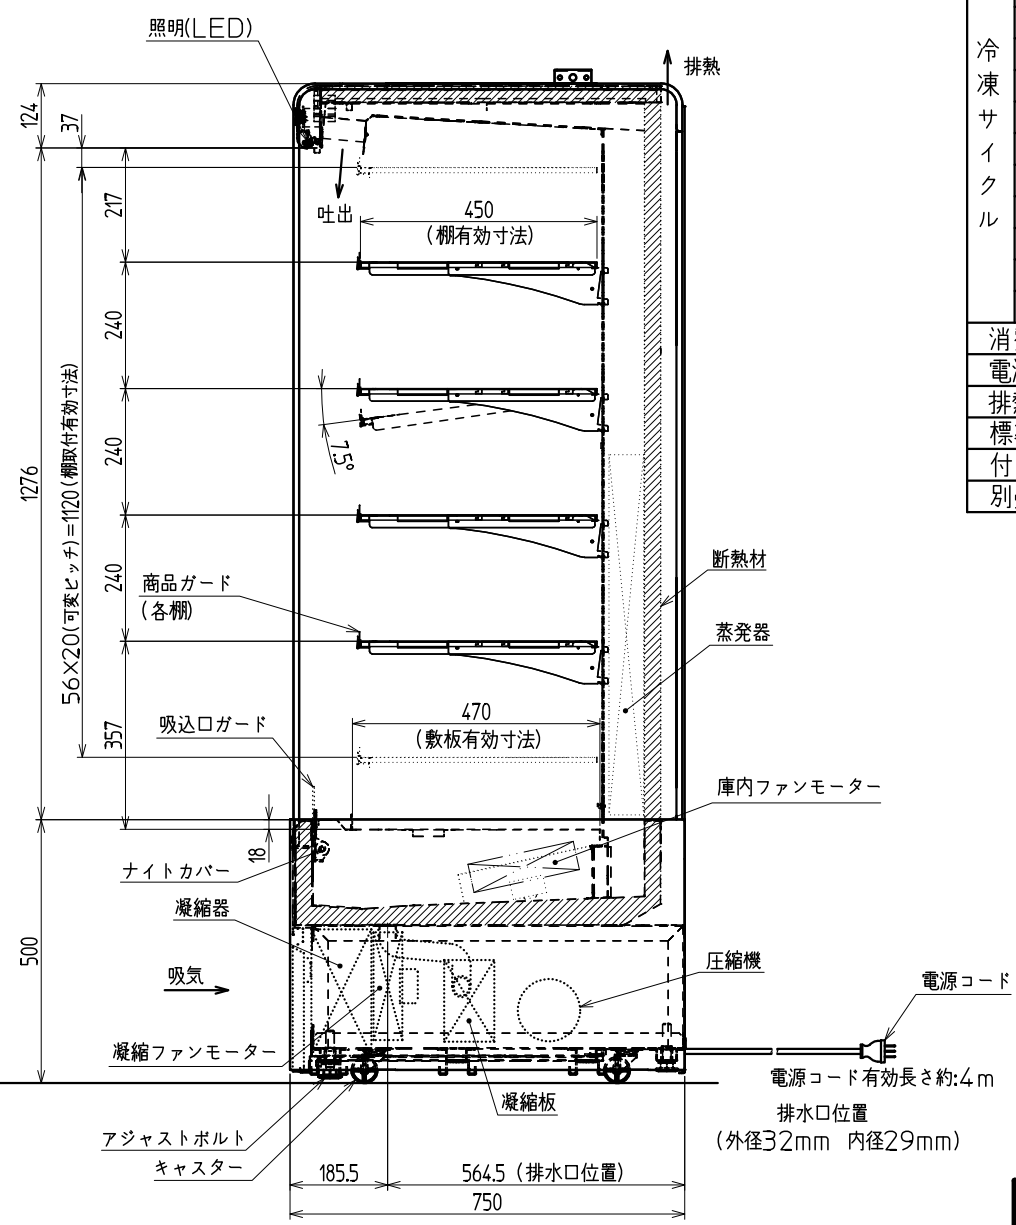 照明(LED)
排熱
124
37
吐出
217
450
(棚有効寸法)
240
240
7.5°
1276
56×20(可変ピッチ)=1120(棚取付有効寸法)
240
商品ガード
(各棚)
断熱材
蒸発器
357
吸込口ガード
470
(敷板有効寸法)
庫内ファンモーター
18
ナイトカバー
凝縮器
500
吸気
圧縮機
電源コード
凝縮ファンモーター
電源コード有効長さ約:4m
凝縮板
排水口位置
(外径32mm 内径29mm)
アジャストボルト
キャスター
185.5
564.5 (排水口位置)
750
冷凍サイクル
消
電
排
標
付
別